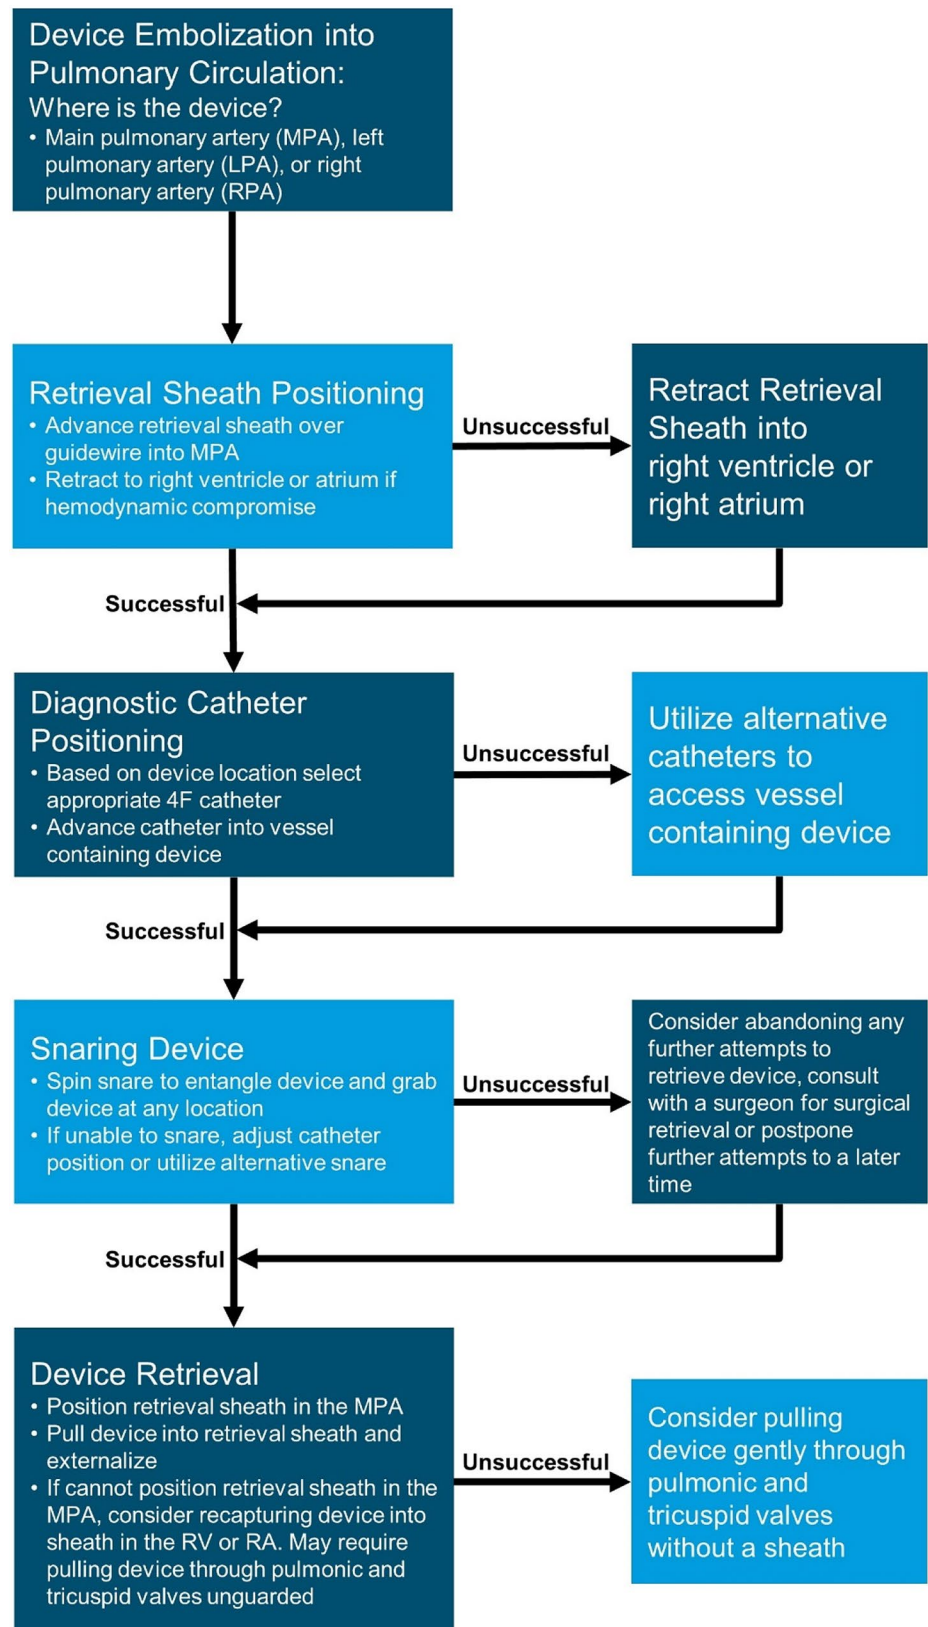 Device Embolization into
Pulmonary Circulation:
Where is the device?
• Main pulmonary artery (MPA), left
pulmonary artery (LPA), or right
pulmonary artery (RPA)
Retrieval Sheath Positioning
• Advance retrieval sheath over
guidewire into MPA
• Retract to right ventricle or atrium if
hemodynamic compromise
Unsuccessful
Retract Retrieval
Sheath into
right ventricle or
right atrium
Successful
Diagnostic Catheter
Positioning
• Based on device location select
appropriate 4F catheter
• Advance catheter into vessel
containing device
Unsuccessful
Utilize alternative
catheters to
access vessel
containing device
Successful
Snaring Device
• Spin snare to entangle device and grab
device at any location
• If unable to snare, adjust catheter
position or utilize alternative snare
Unsuccessful
Consider abandoning any
further attempts to
retrieve device, consult
with a surgeon for surgical
retrieval or postpone
further attempts to a later
time
Successful
Device Retrieval
• Position retrieval sheath in the MPA
• Pull device into retrieval sheath and
externalize
• If cannot position retrieval sheath in the
MPA, consider recapturing device into
sheath in the RV or RA. May require
pulling device through pulmonic and
tricuspid valves unguarded
Unsuccessful
Consider pulling
device gently through
pulmonic and
tricuspid valves
without a sheath